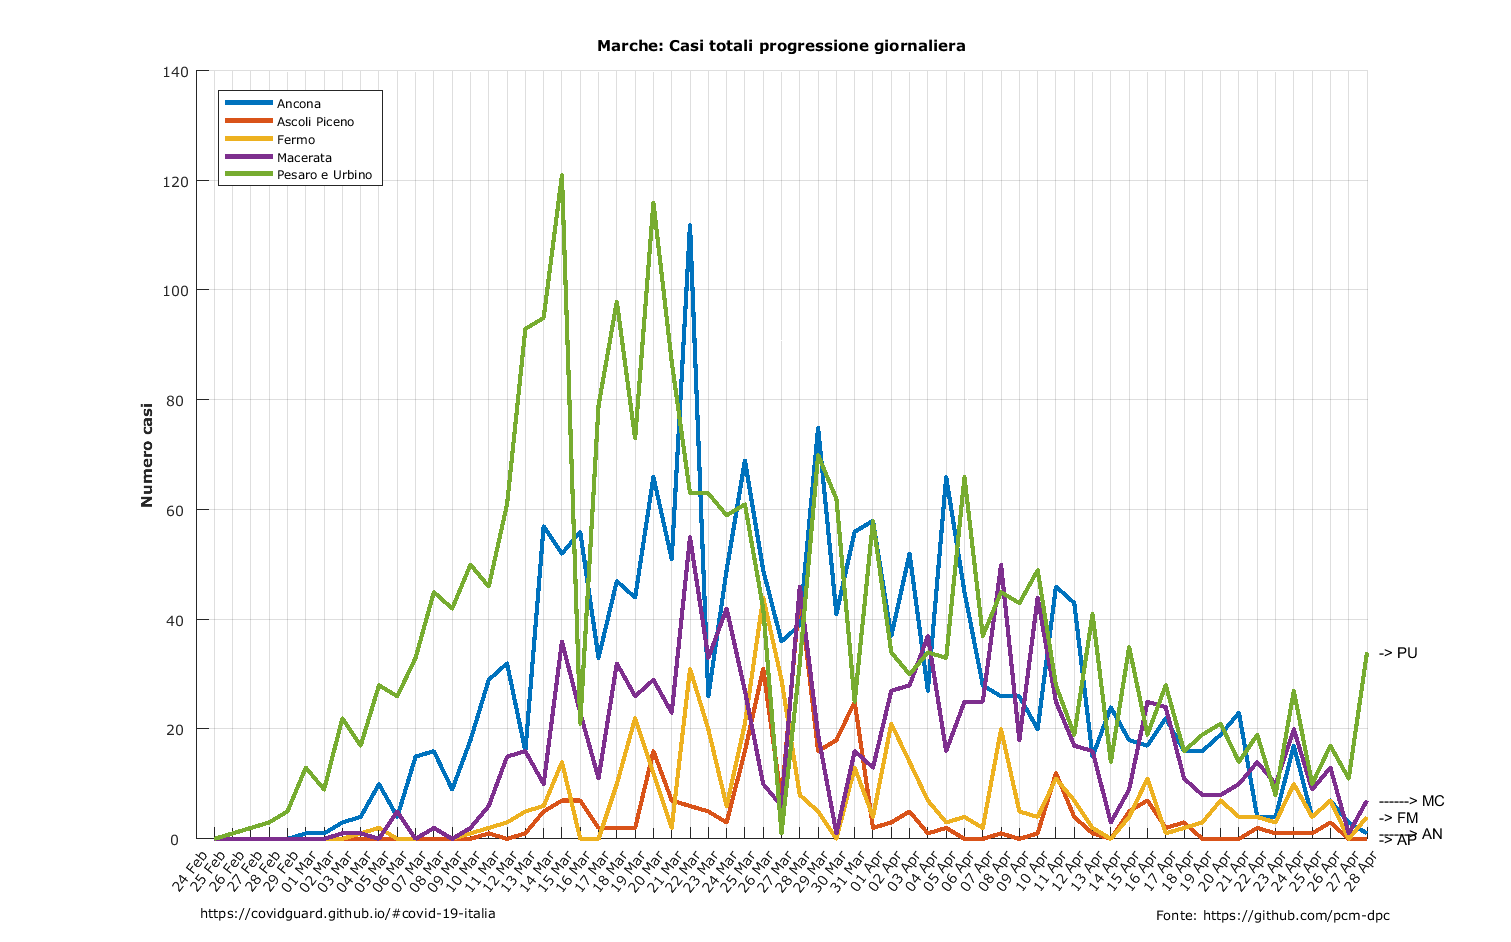 Marche: Casi totali progressione giornaliera
Numero casi
140
120
100
80
60
40
20
0
Ancona
Ascoli Piceno
Fermo
Macerata
Pesaro e Urbino
-> PU
------> MC
-> FM
------> AN
-> AP
24 Feb
25 Feb
26 Feb
27 Feb
28 Feb
29 Feb
01 Mar
02 Mar
03 Mar
04 Mar
05 Mar
06 Mar
07 Mar
08 Mar
09 Mar
10 Mar
11 Mar
12 Mar
13 Mar
14 Mar
15 Mar
16 Mar
17 Mar
18 Mar
19 Mar
20 Mar
21 Mar
22 Mar
23 Mar
24 Mar
25 Mar
26 Mar
27 Mar
28 Mar
29 Mar
30 Mar
31 Mar
01 Apr
02 Apr
03 Apr
04 Apr
05 Apr
06 Apr
07 Apr
08 Apr
09 Apr
10 Apr
11 Apr
12 Apr
13 Apr
14 Apr
15 Apr
16 Apr
17 Apr
18 Apr
19 Apr
20 Apr
21 Apr
22 Apr
23 Apr
24 Apr
25 Apr
26 Apr
27 Apr
28 Apr
https://covidguard.github.io/#covid-19-italia
Fonte: https://github.com/pcm-dpc